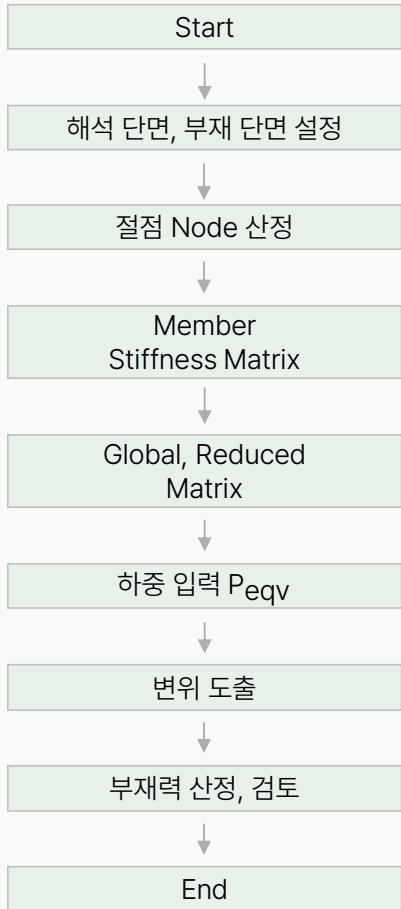 Start
해석 단면, 부재 단면 설정
절점 Node 산정
Member
Stiffness Matrix
Global, Reduced
Matrix
하중 입력 Peqv
변위 도출
부재력 산정, 검토
End